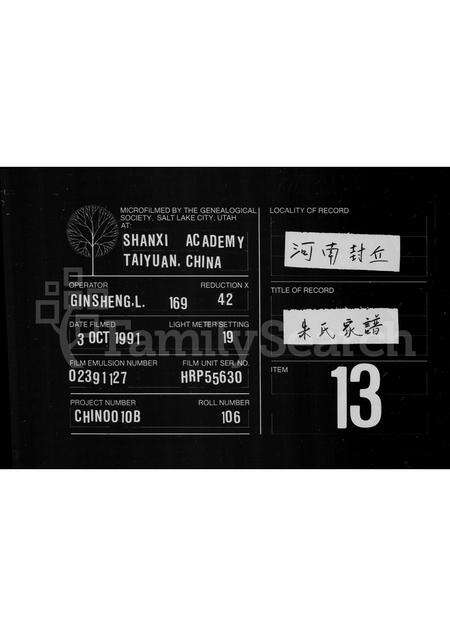 MICROFILMED BY THE GENEALOGICAL
SOCIETY, SALT LAKE CITY, UTAH
AT:
SHANXI ACADEMY
TAIYUAN. CHINA
OPERATOR REDUCTION X
GINSHENG.L. 169 42
DATE FILMED LIGHT METER SETTING
3 OCT 1991 19
FILM EMULSION NUMBER FILM UNIT SER. NO.
02391127 HRP55630
PROJECT NUMBER ROLL NUMBER
CHIN0010B 106
LOCALITY OF RECORD
河南封丘
TITLE OF RECORD
朱氏家譜
ITEM
13
FamilySearch